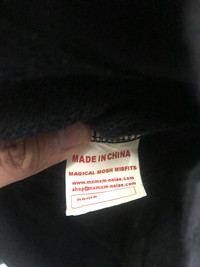 MADE IN CHINA
MAGICAL MOSH MISFITS
www.mxmxm-noise.com
shop@mxmxm-noise.com